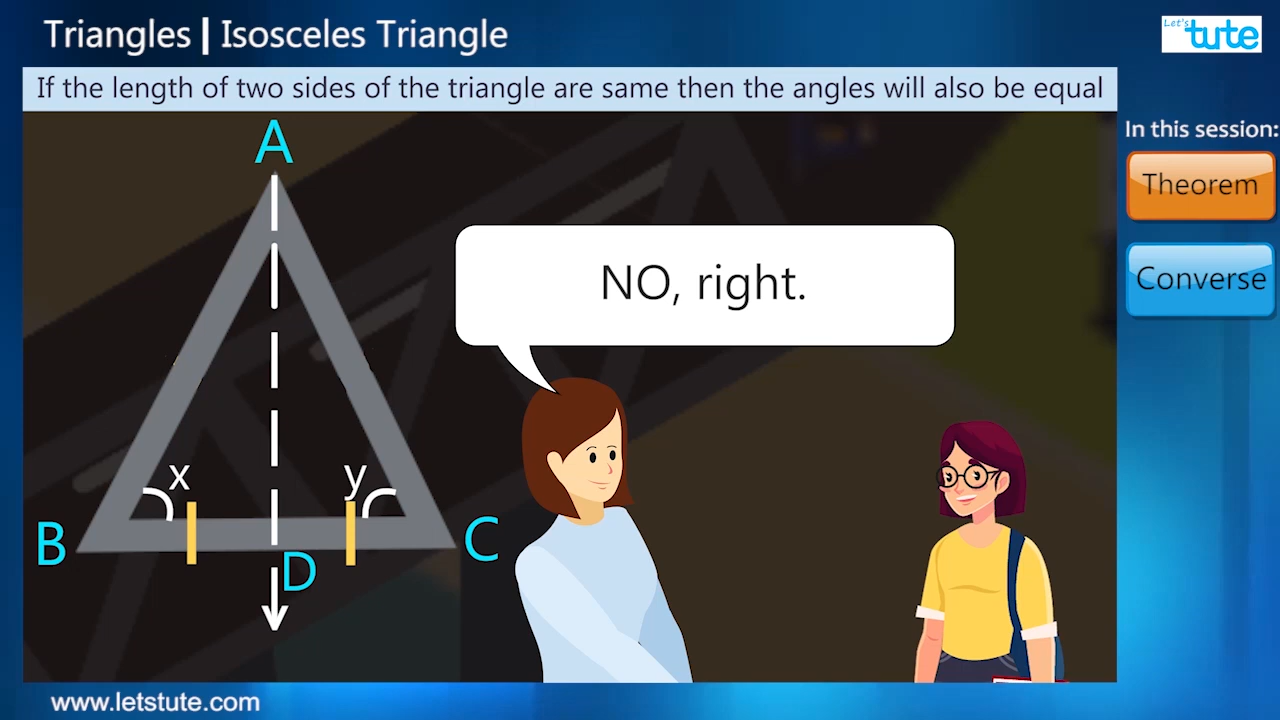 Triangles | Isosceles Triangle
Let's
tute
If the length of two sides of the triangle are same then the angles will also be equal
In this session:
Theorem
Converse
A
NO, right.
x
y
B
C
D
www.letstute.com